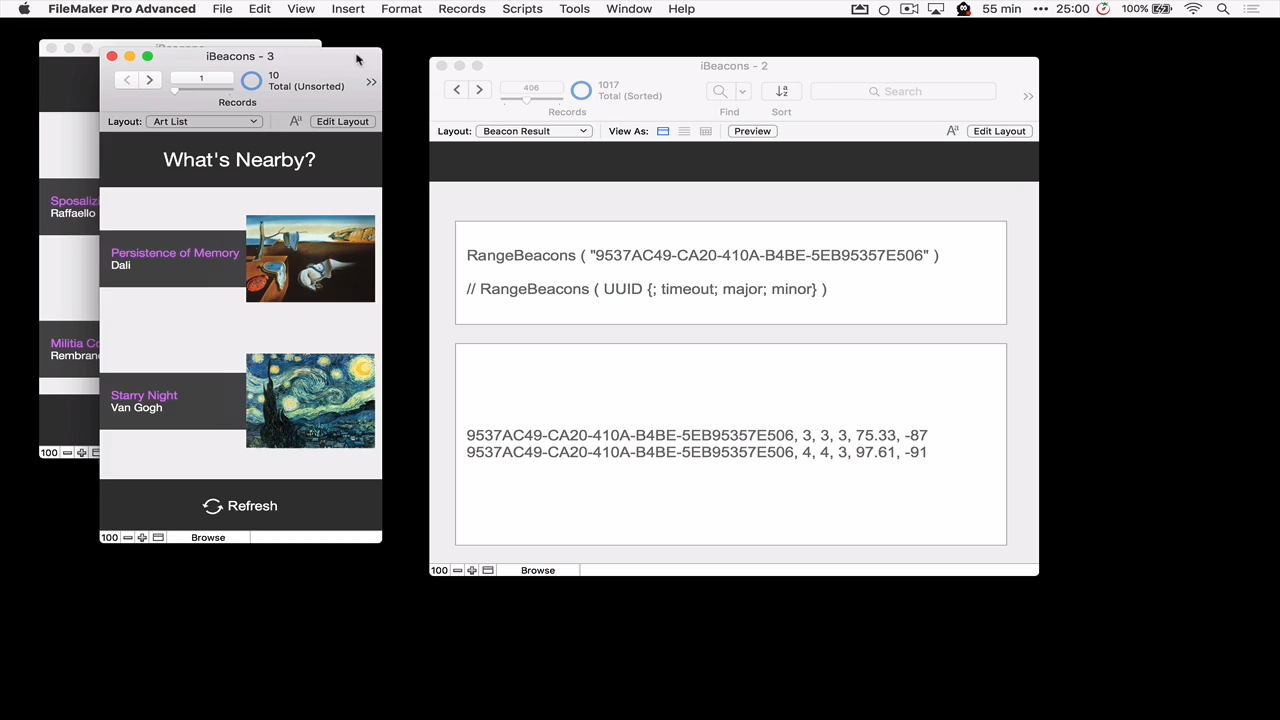 FileMaker Pro Advanced File Edit View Insert Format Records Scripts Tools Window Help 55 min 25:00 100%
Sposaliz
Raffaello
Militia Co
Rembran
100
iBeacons - 3
1
10
Total (Unsorted)
Records
Layout: Art List Aa Edit Layout
What's Nearby?
Persistence of Memory
Dali
Starry Night
Van Gogh
Refresh
100 Browse
iBeacons - 2
406
1017
Total (Sorted)
Search
Records Find Sort
Layout: Beacon Result View As: Preview Aa Edit Layout
RangeBeacons ( "9537AC49-CA20-410A-B4BE-5EB95357E506" )
// RangeBeacons ( UUID {; timeout; major; minor} )
9537AC49-CA20-410A-B4BE-5EB95357E506, 3, 3, 3, 75.33, -87
9537AC49-CA20-410A-B4BE-5EB95357E506, 4, 4, 3, 97.61, -91
100 Browse